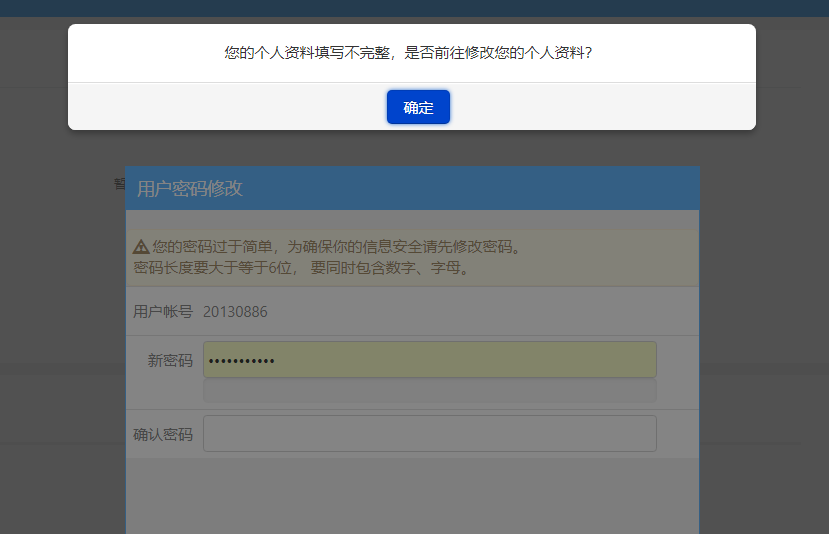 您的个人资料填写不完整，是否前往修改您的个人资料？
确定
用户密码修改
您的密码过于简单，为确保你的信息安全请先修改密码。
密码长度要大于等于6位， 要同时包含数字、字母。
用户帐号 20130886
新密码 •••••••••••
确认密码